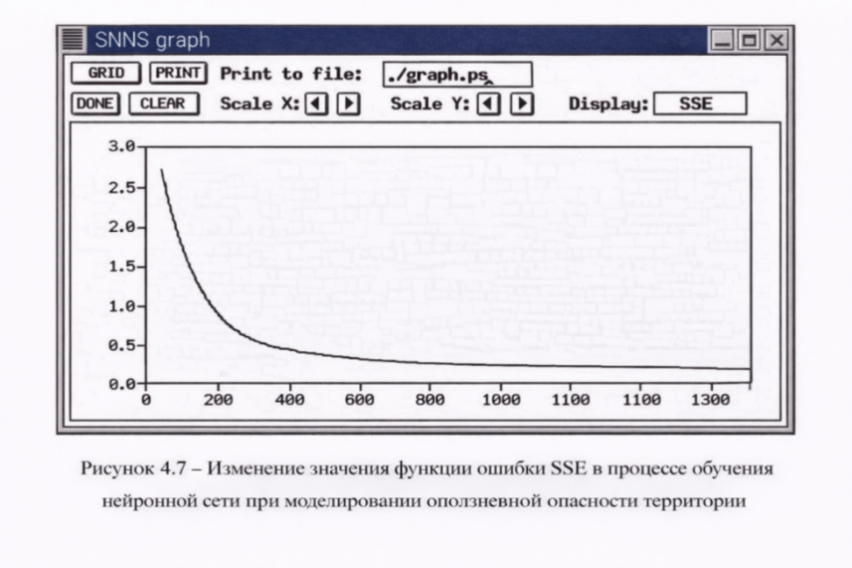 SNNS graph
GRID PRINT Print to file: ./graph.ps
DONE CLEAR Scale X: Scale Y: Display: SSE
3.0
2.5
2.0
1.5
1.0
0.5
0.0
0 200 400 600 800 1000 1100 1100 1300
Рисунок 4.7 – Изменение значения функции ошибки SSE в процессе обучения
нейронной сети при моделировании оползневной опасности территории